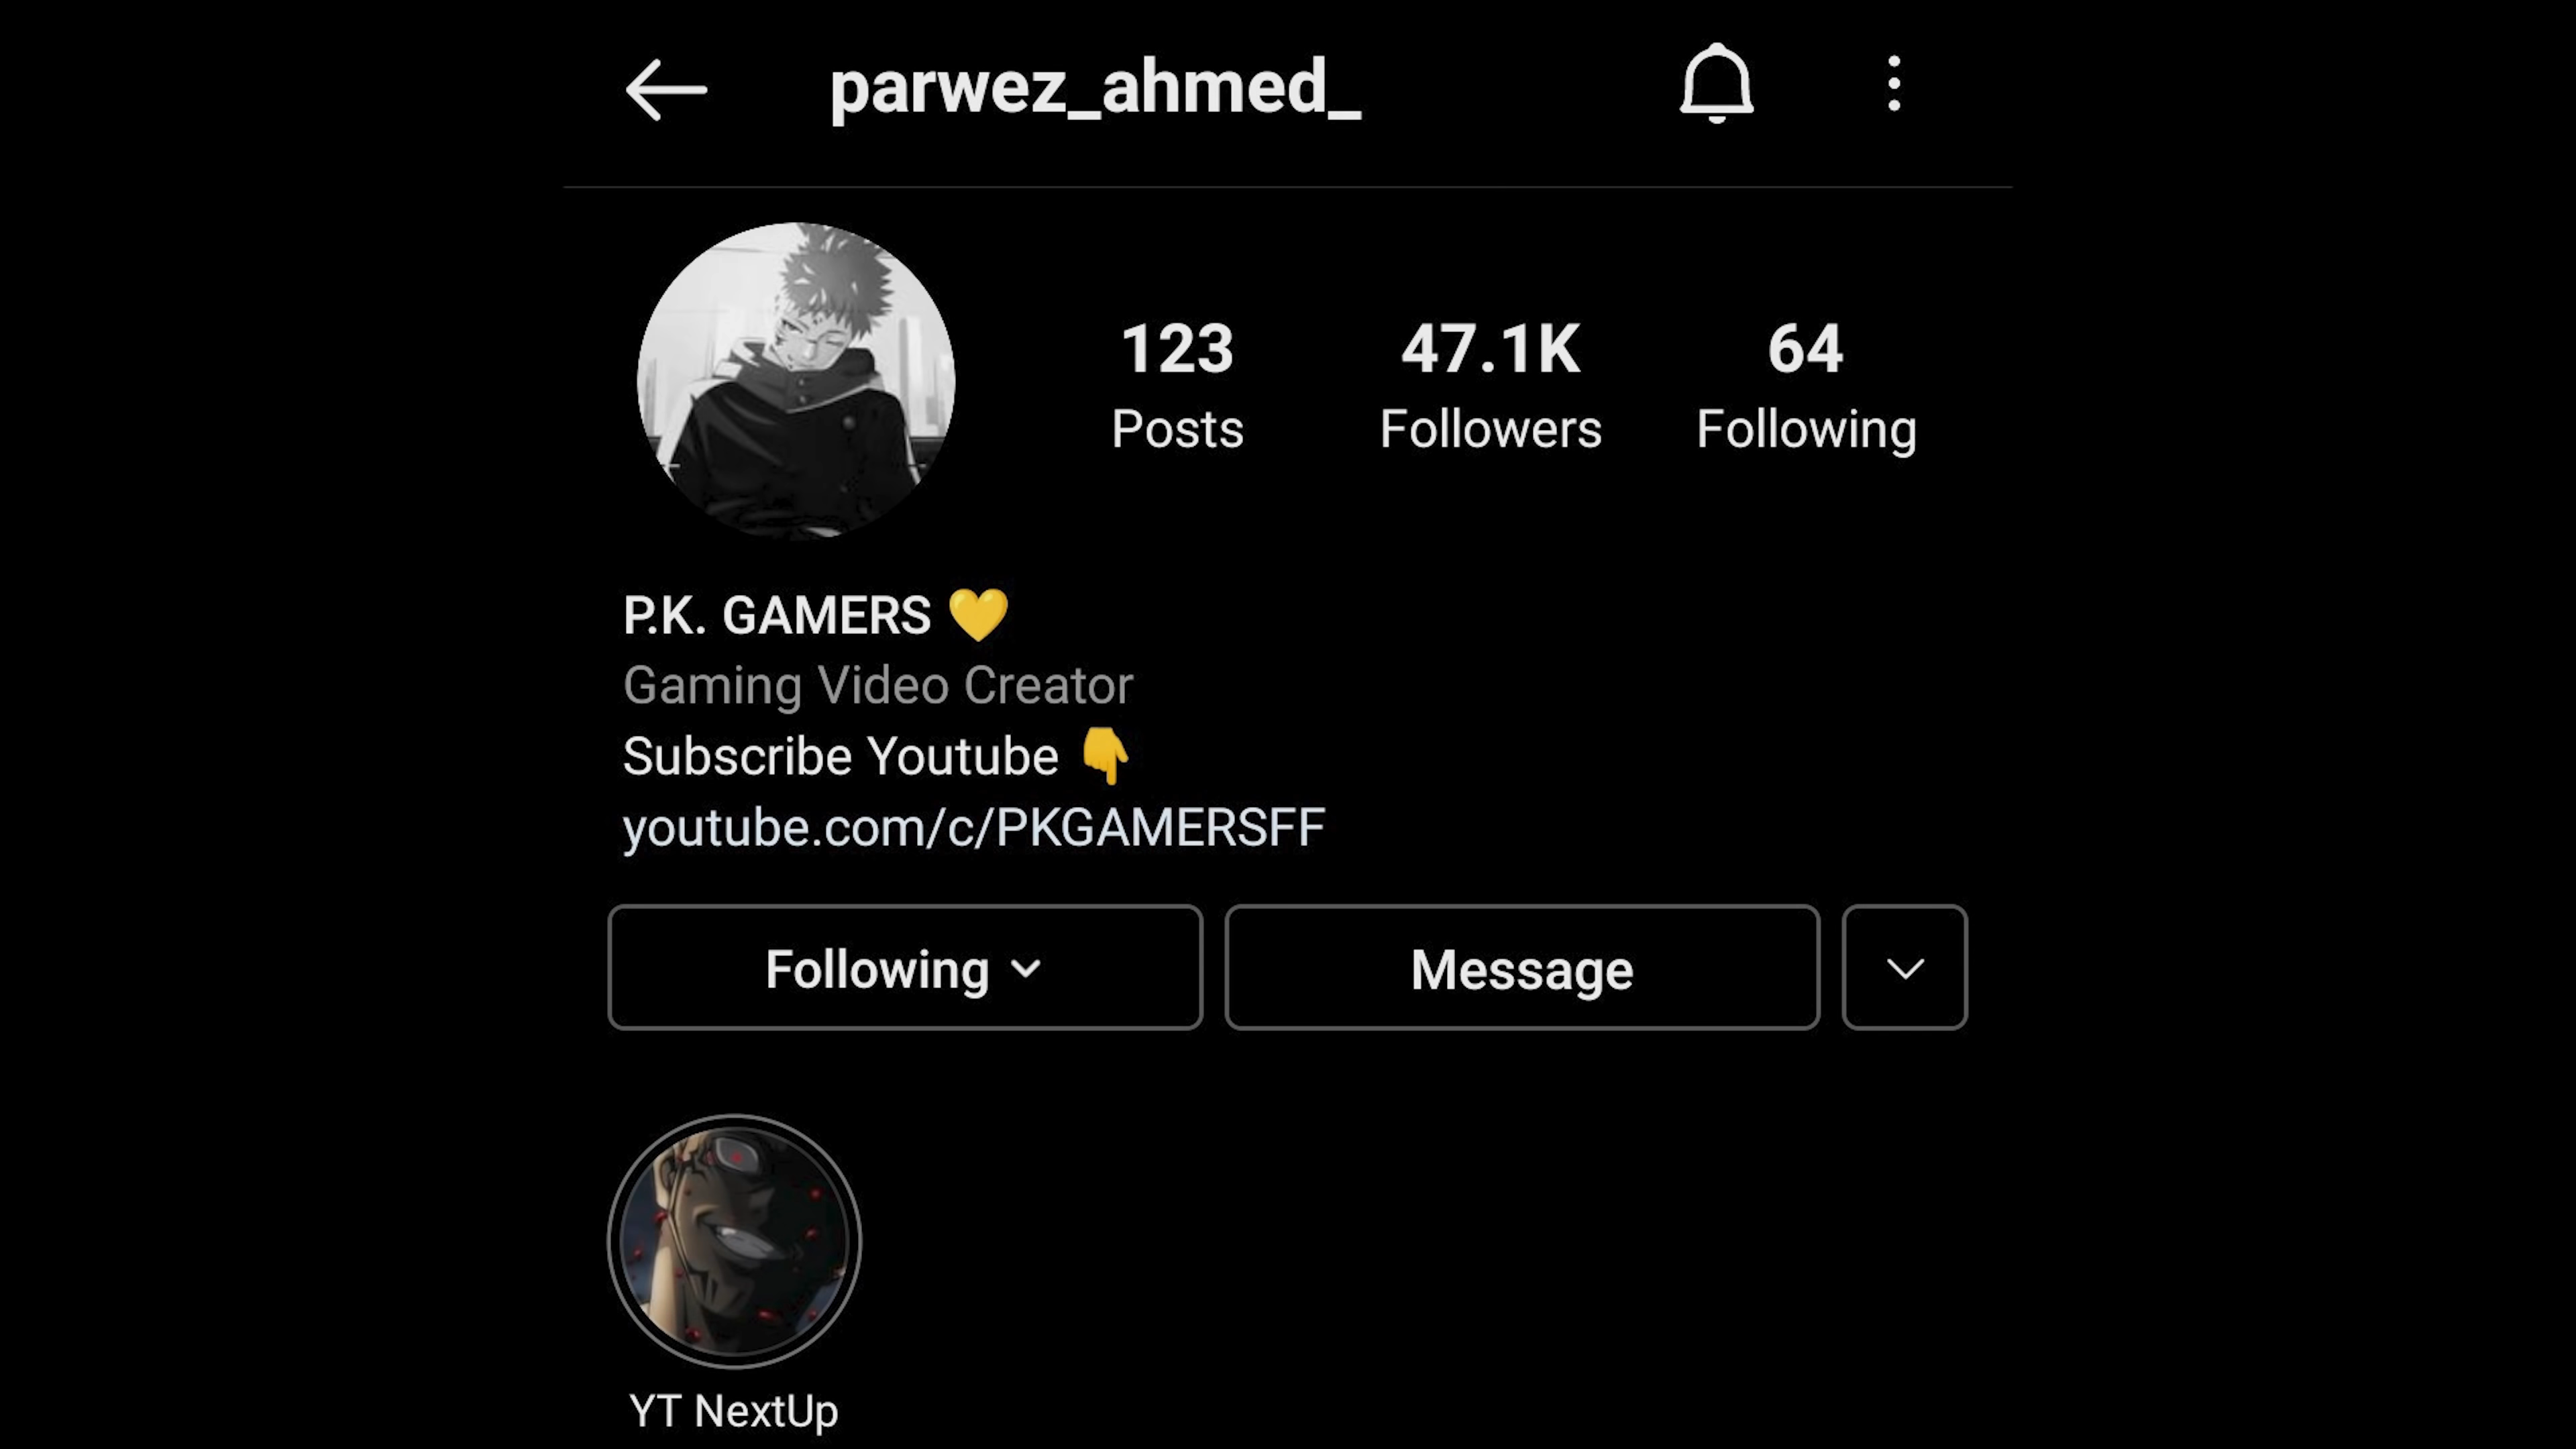 parwez_ahmed_
123 47.1K 64
Posts Followers Following
P.K. GAMERS 💛
Gaming Video Creator
Subscribe Youtube 👇
youtube.com/c/PKGAMERSFF
Following Message
YT NextUp